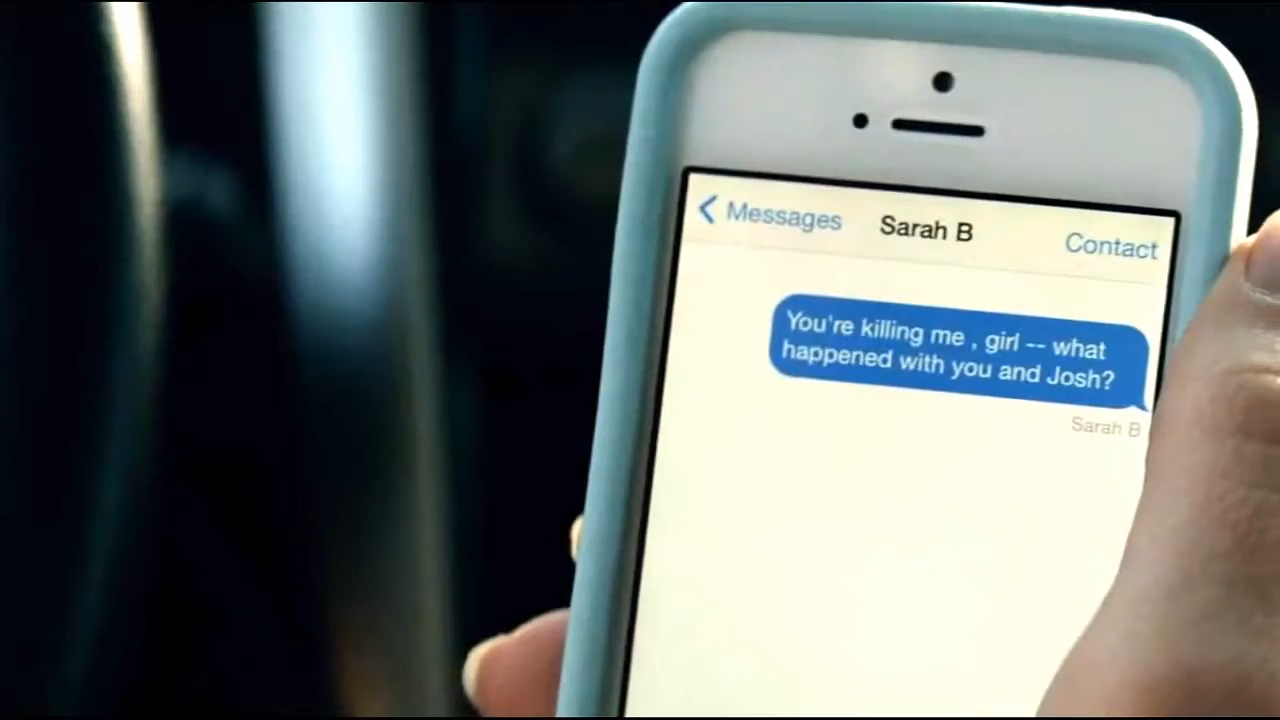 Messages Sarah B Contact
You're killing me , girl -- what
happened with you and Josh?
Sarah B